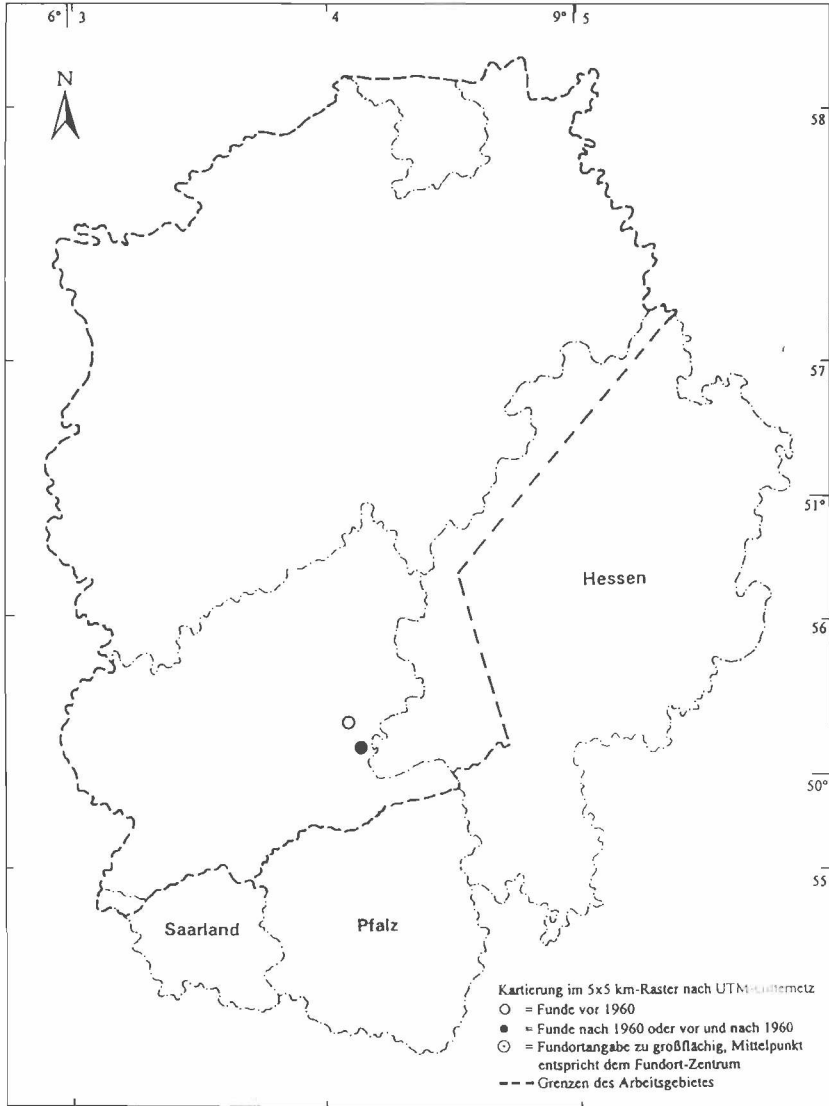 6° 3 4 9° 5
N
58
57
51°
Hessen
56
50°
55
Saarland
Pfalz
Kartierung im 5x5 km-Raster nach
○ = Funde vor 1960
● = Funde nach 1960 oder vor und nach 1960
⊙ = Fundortangabe zu großflächig, Mittelpunkt
entspricht dem Fundort-Zentrum
--- Grenzen des Arbeitsgebietes